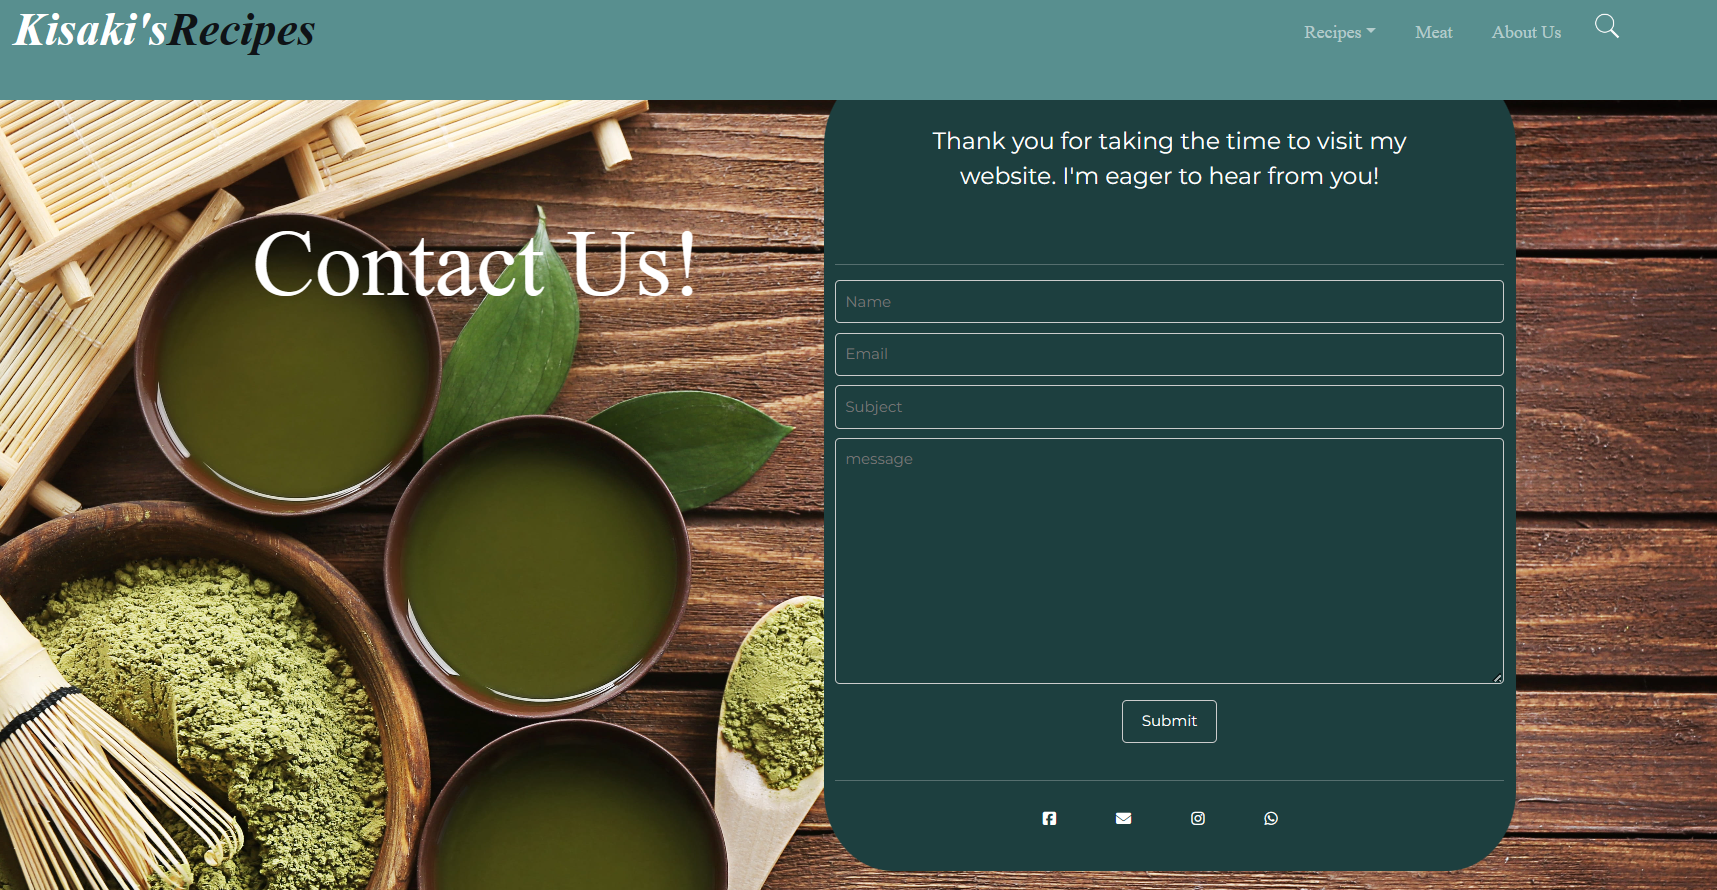 Kisaki'sRecipes
Recipes
Meat
About Us
Contact Us!
Thank you for taking the time to visit my
website. I'm eager to hear from you!
Name
Email
Subject
message
Submit